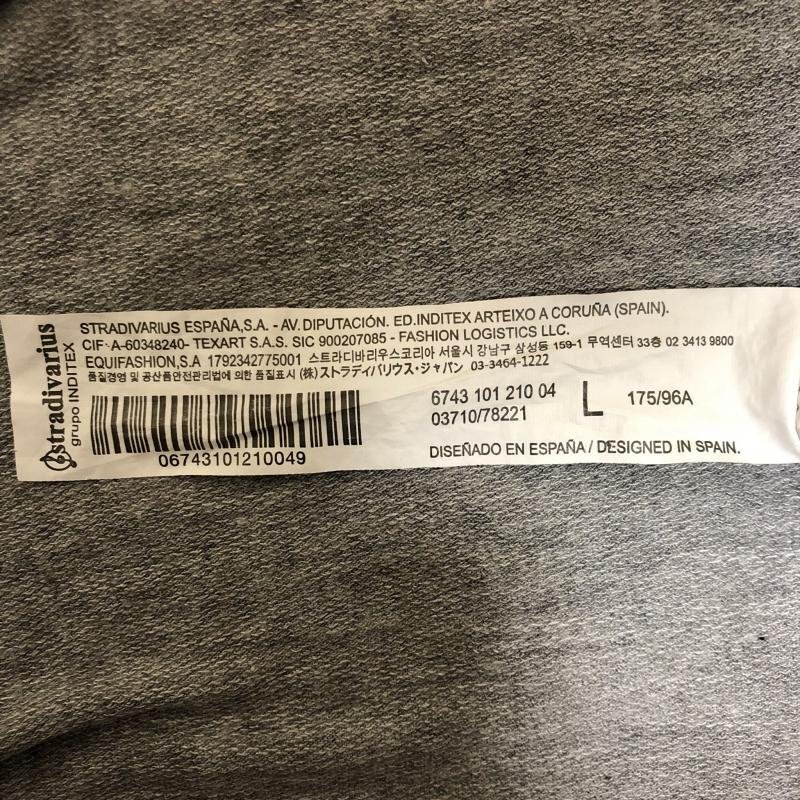 stradivarius
grupo INDITEX
STRADIVARIUS ESPAÑA,S.A. - AV. DIPUTACIÓN. ED.INDITEX ARTEIXO A CORUÑA (SPAIN).
CIF·A-60348240- TEXART S.A.S. SIC 900207085 - FASHION LOGISTICS LLC.
EQUIFASHION,S.A 1792342775001 스트라디바리우스코리아 서울시 강남구 삼성동 159-1 무역센터 33층 02 3413 9800
품질경영 및 공산품안전관리법에 의한 품질표시 (株) ストラディバリウス・ジャパン 03-3464-1222
06743101210049
6743 101 210 04
03710/78221
L
175/96A
DISEÑADO EN ESPAÑA / DESIGNED IN SPAIN.